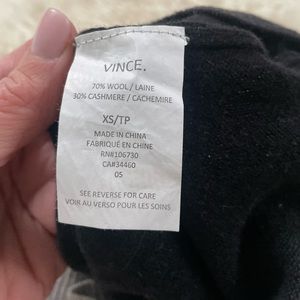 VINCE.
70% WOOL / LAINE
30% CASHMERE / CACHEMIRE
XS/TP
MADE IN CHINA
FABRIQUÉ EN CHINE
RN#106730
CA#34460
05
SEE REVERSE FOR CARE
VOIR AU VERSO POUR LES SOINS